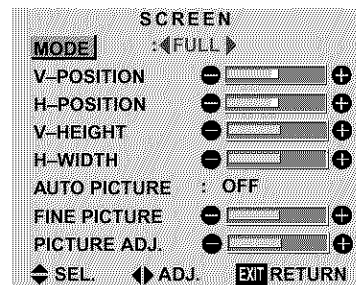 SCREEN
MODE :◀FULL▶
V–POSITION
H–POSITION
V–HEIGHT
H–WIDTH
AUTO PICTURE : OFF
FINE PICTURE
PICTURE ADJ.
SEL. ADJ. EXIT RETURN